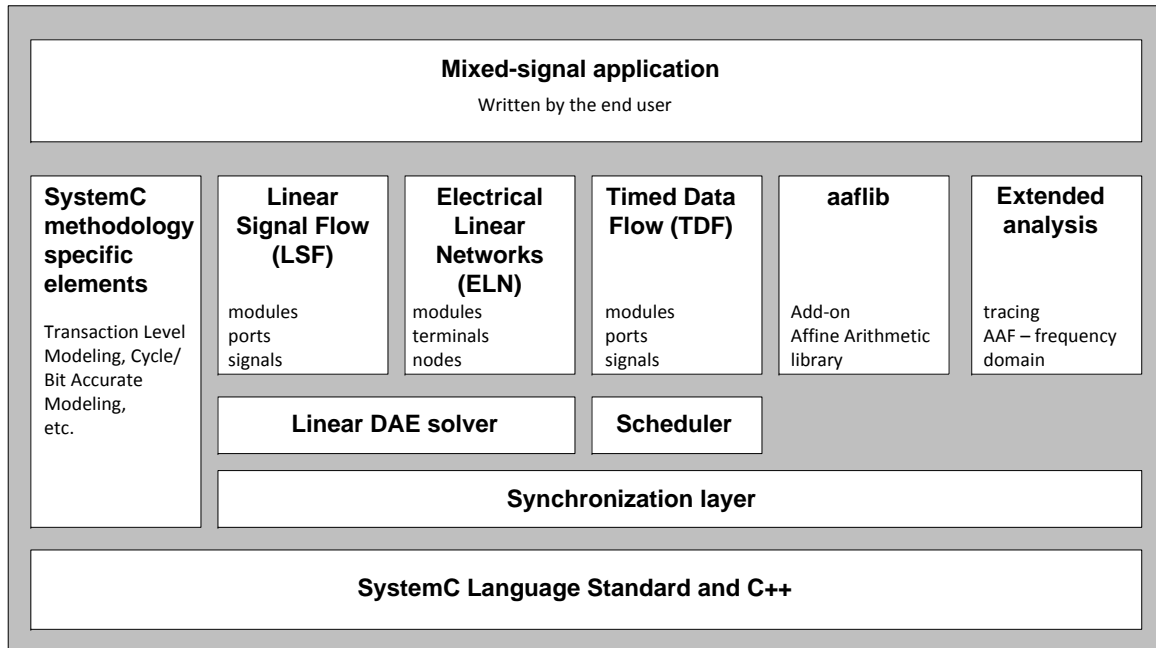 Mixed-signal application
Written by the end user
SystemC
methodology
specific
elements
Transaction Level
Modeling, Cycle/
Bit Accurate
Modeling,
etc.
Linear
Signal Flow
(LSF)
modules
ports
signals
Electrical
Linear
Networks
(ELN)
modules
terminals
nodes
Timed Data
Flow (TDF)
modules
ports
signals
aaflib
Add-on
Affine Arithmetic
library
Extended
analysis
tracing
AAF – frequency
domain
Linear DAE solver
Scheduler
Synchronization layer
SystemC Language Standard and C++